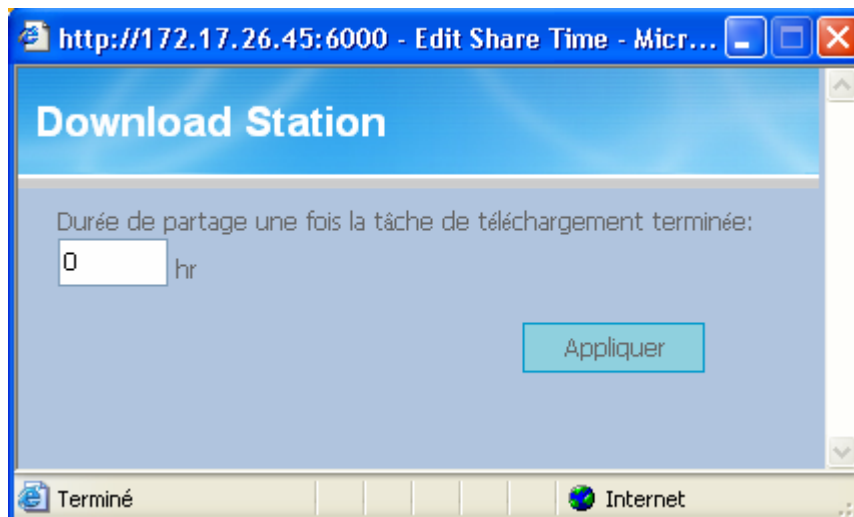 http://172.17.26.45:6000 - Edit Share Time - Micr...
Download Station
Durée de partage une fois la tâche de téléchargement terminée:
0 hr
Appliquer
Terminé
Internet